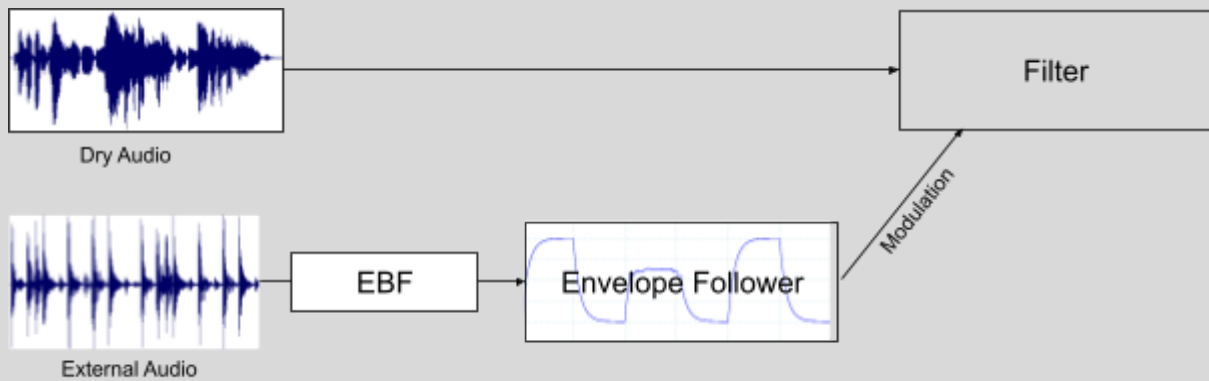 Dry Audio
Filter
Modulation
EBF
Envelope Follower
External Audio